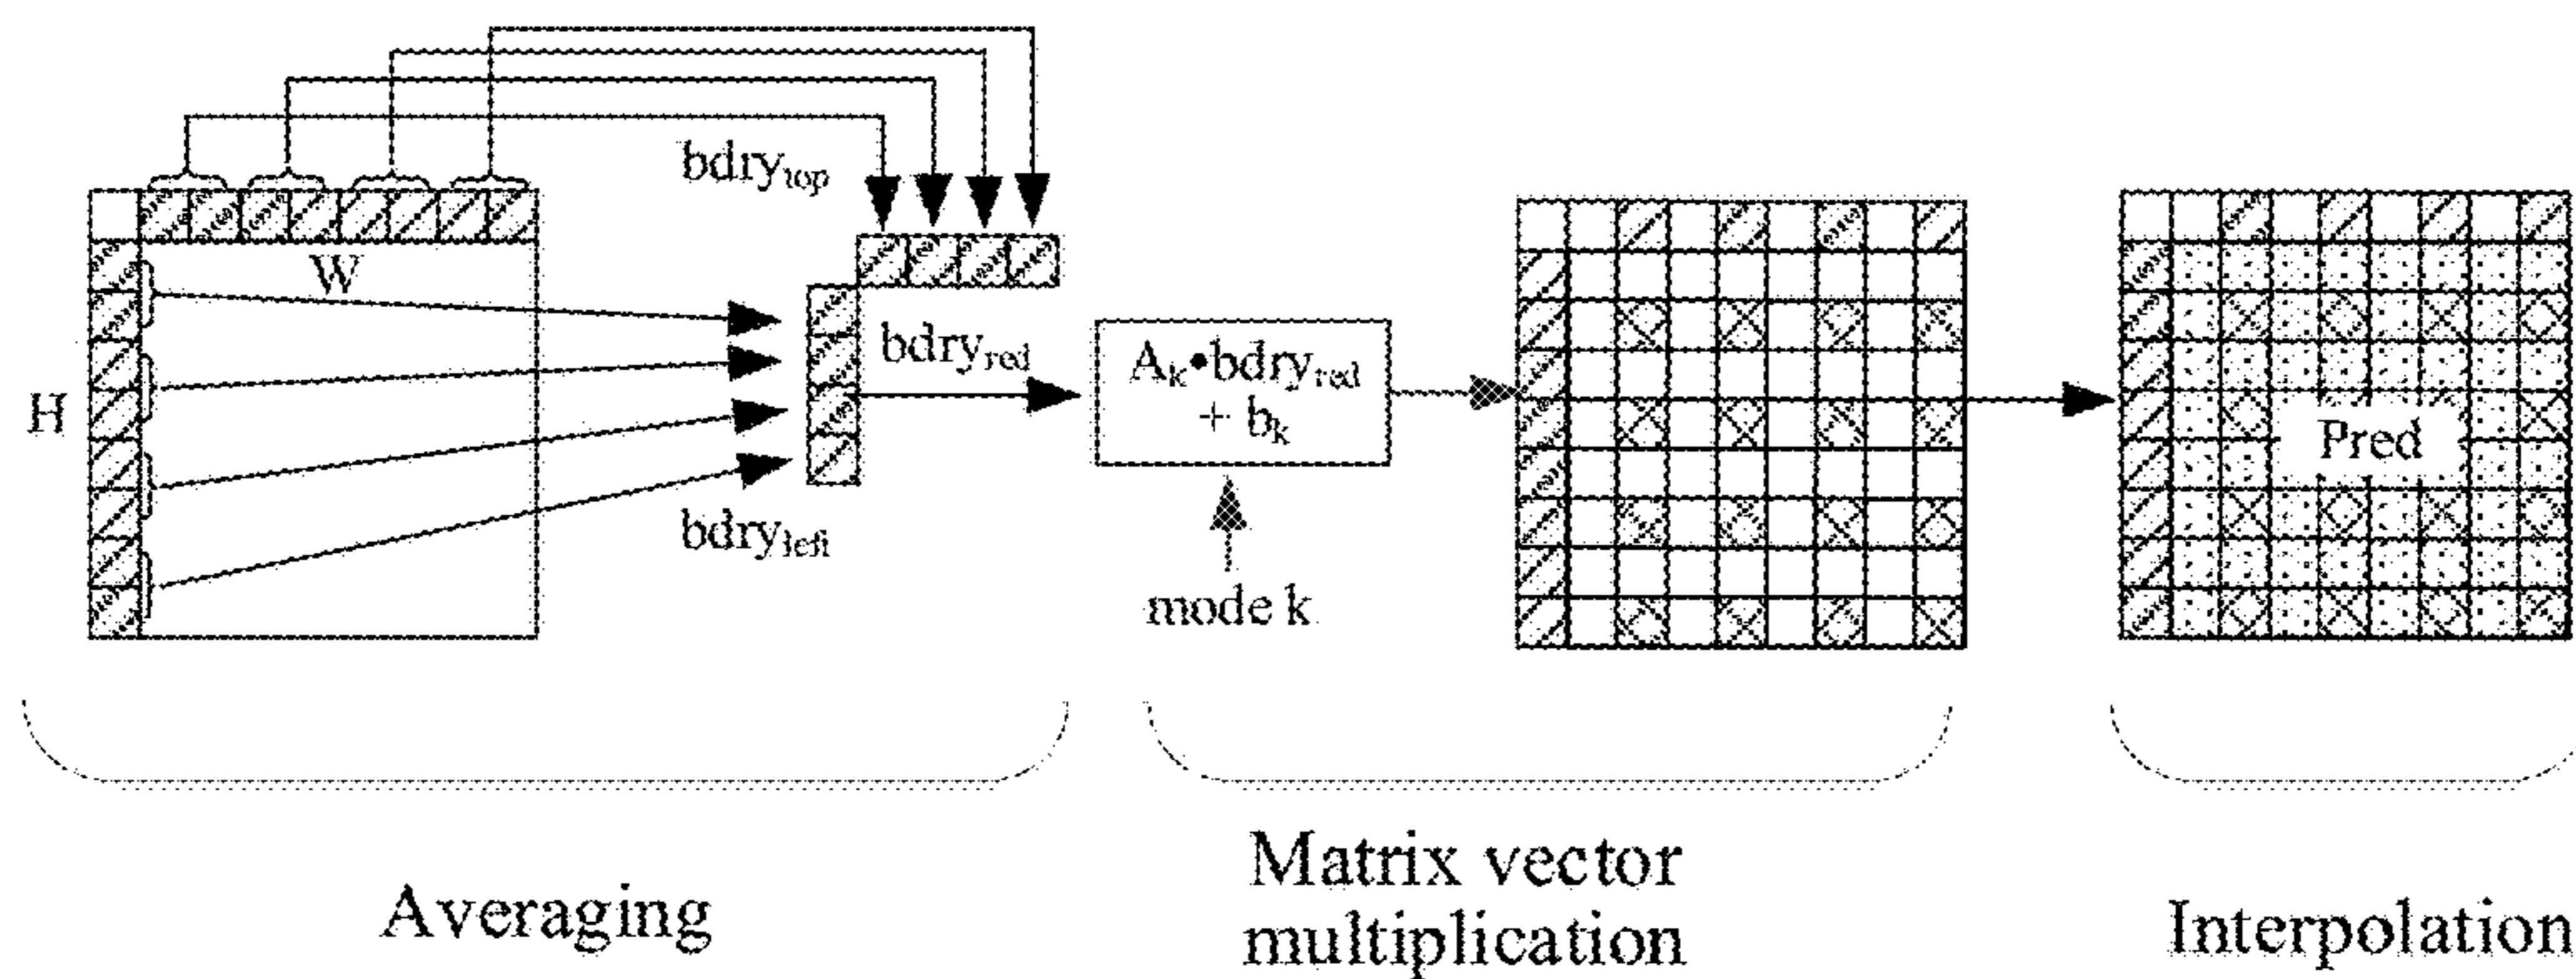 bdry_top
W
H
bdry_red
A_k•bdry_red
+ b_k
Pred
bdry_left
mode k
Averaging
Matrix vector
multiplication
Interpolation